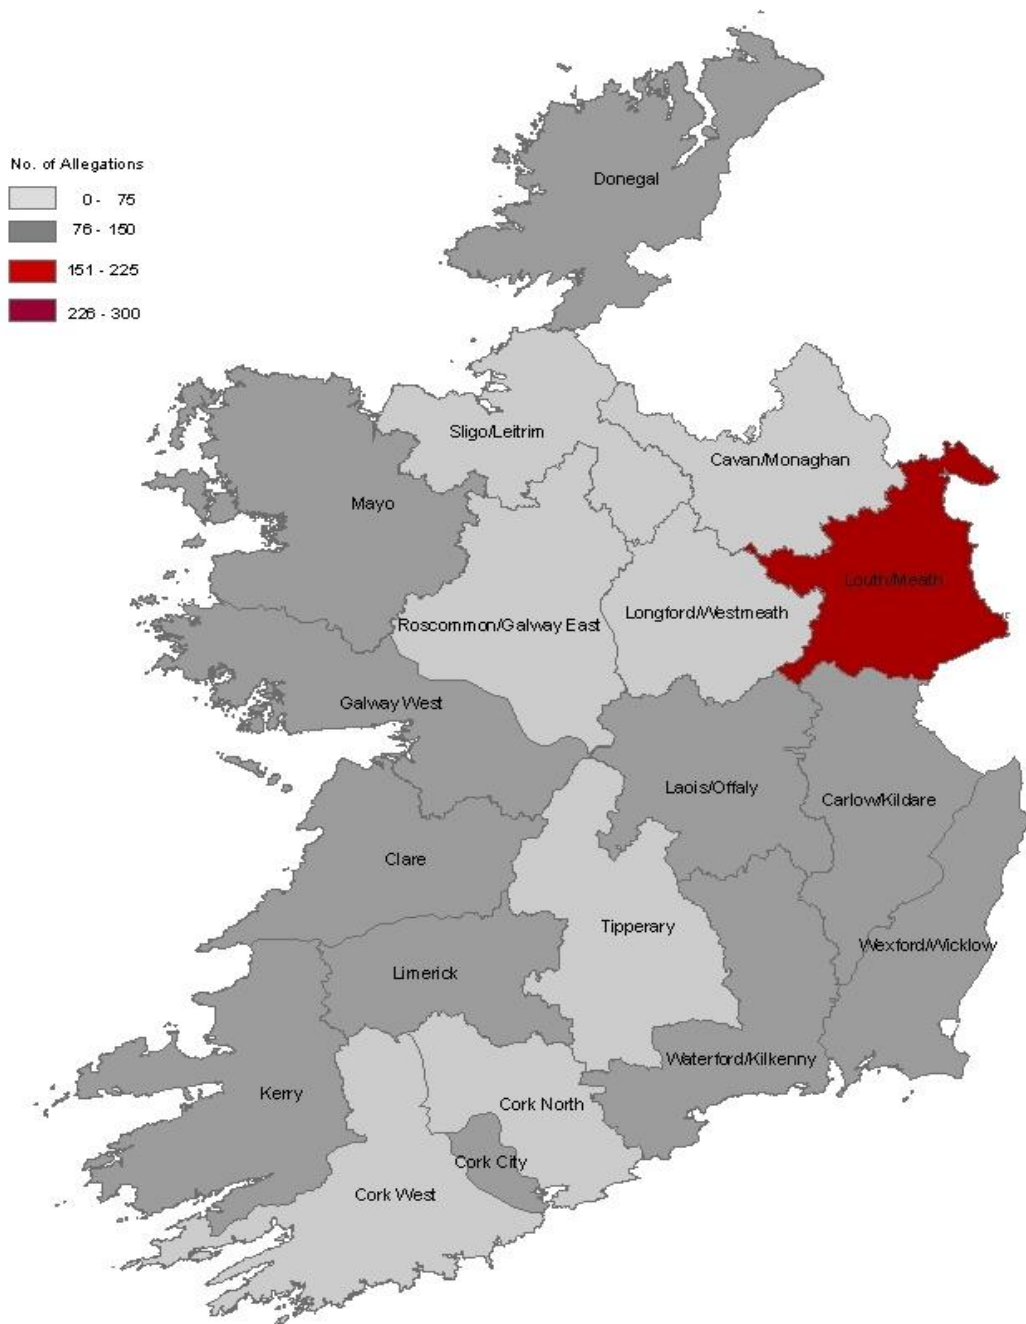 No. of Allegations
0 - 75
76 - 150
151 - 225
226 - 300
Donegal
Sligo/Leitrim
Cavan/Monaghan
Mayo
Louth/Meath
Longford/Westmeath
Roscommon/Galway East
Galway West
Laois/Offaly
Carlow/Kildare
Clare
Tipperary
Wexford/Wicklow
Limerick
Waterford/Kilkenny
Kerry
Cork North
Cork City
Cork West